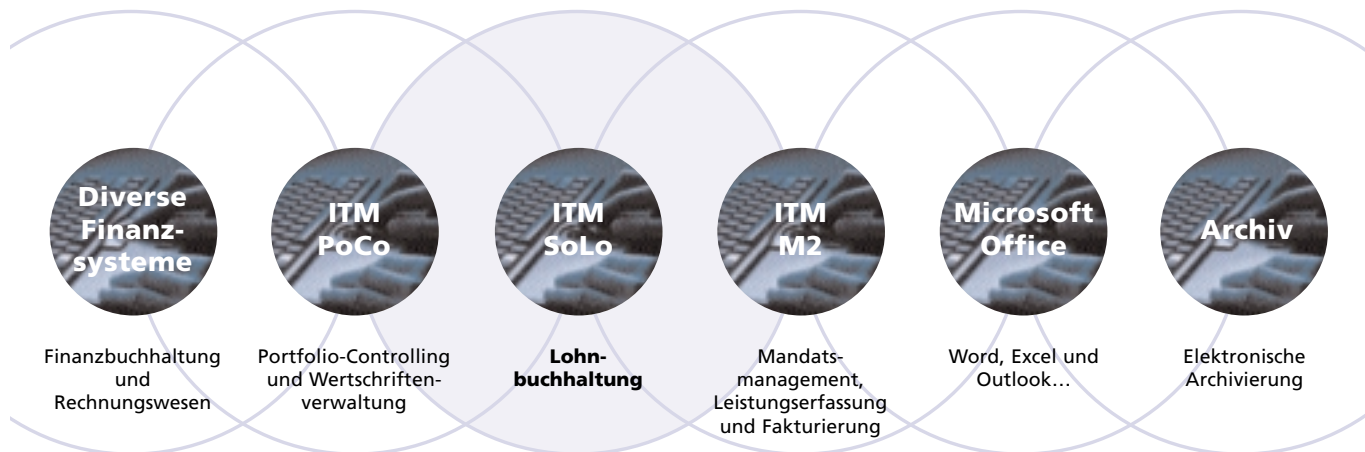 Diverse
Finanz-
systeme
ITM
PoCo
ITM
SoLo
ITM
M2
Microsoft
Office
Archiv
Finanzbuchhaltung
und
Rechnungswesen
Portfolio-Controlling
und Wertschriften-
verwaltung
Lohn-
buchhaltung
Mandats-
management,
Leistungserfassung
und Fakturierung
Word, Excel und
Outlook…
Elektronische
Archivierung